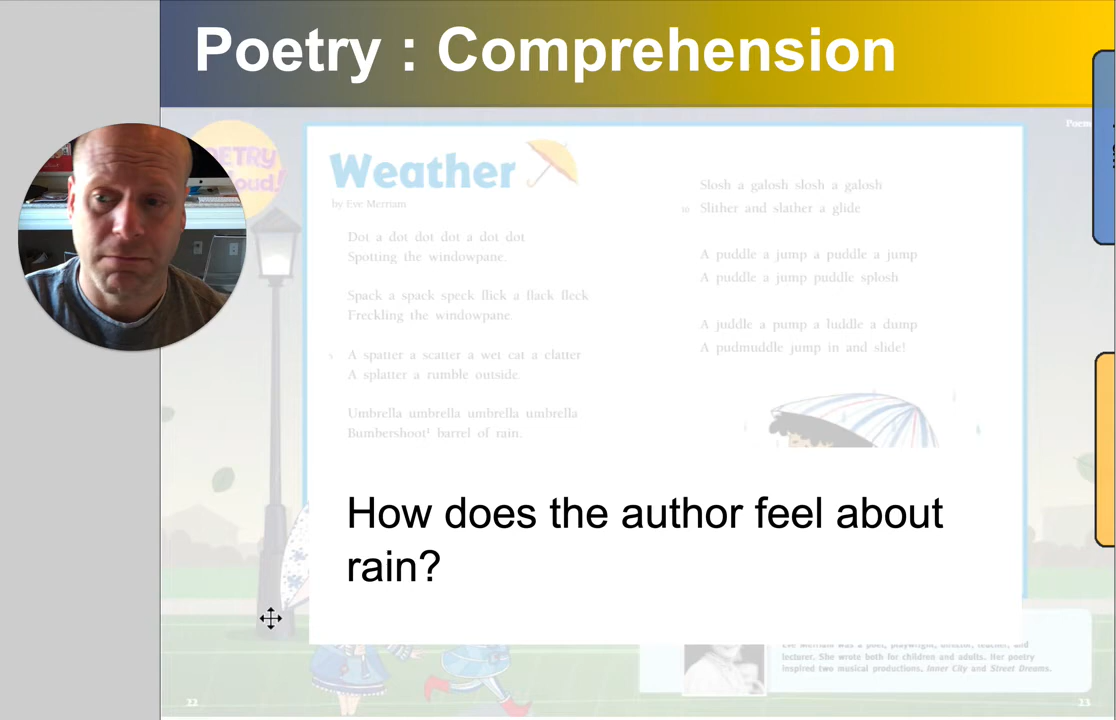 Poetry : Comprehension
Poem
POETRY
Weather
by Eve Merriam
Dot a dot dot dot a dot dot
Spotting the windowpane.
Spack a spack speck flick a flack fleck
Freckling the windowpane.
5 A spatter a scatter a wet cat a clatter
A splatter a rumble outside.
Umbrella umbrella umbrella umbrella
Bumbershoot¹ barrel of rain.
Slosh a galosh slosh a galosh
10 Slither and slather a glide
A puddle a jump a puddle a jump
A puddle a jump puddle splosh
A juddle a pump a luddle a dump
A pudmuddle jump in and slide!
How does the author feel about
rain?
Eve Merriam was a poet, playwright, director, teacher, and
lecturer. She wrote both for children and adults. Her poetry
inspired two musical productions, Inner City and Street Dreams.
22
23